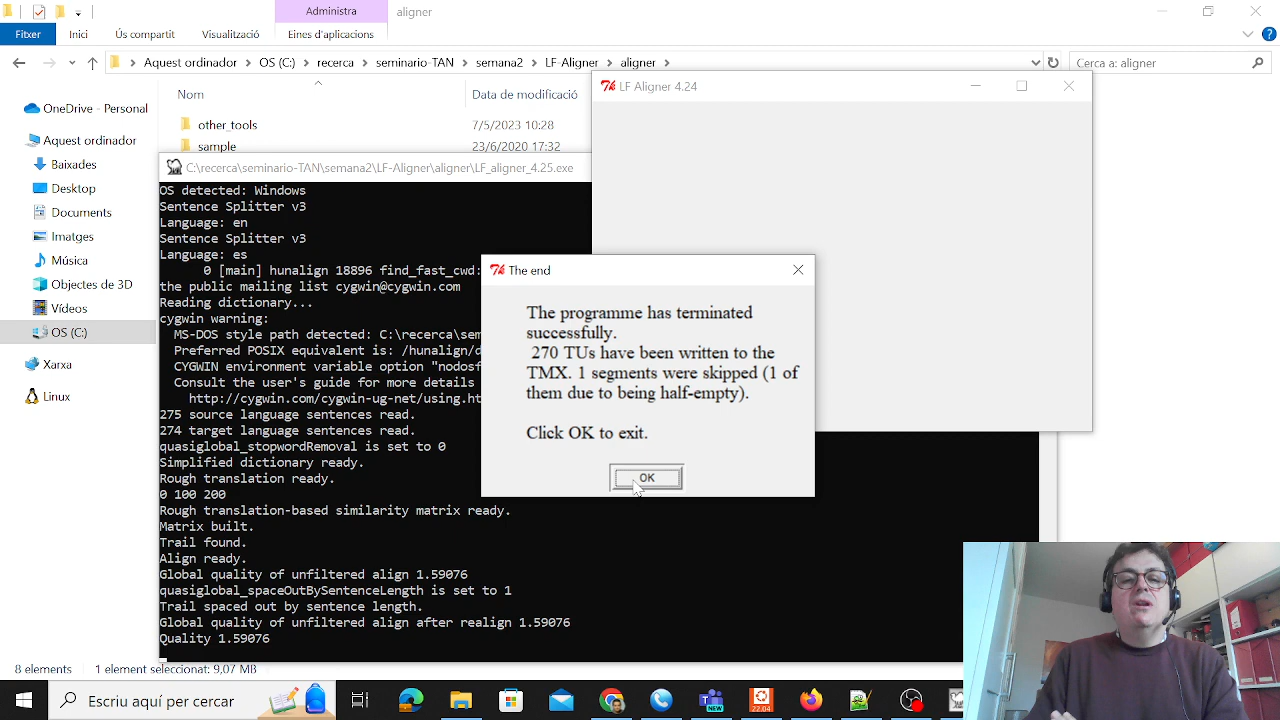 Administra
aligner
Fitxer
Inici
Ús compartit
Visualització
Eines d'aplicacions
Aquest ordinador
OS (C:)
recerca
seminario-TAN
semana2
LF-Aligner
aligner
Cerca a: aligner
OneDrive - Personal
Aquest ordinador
Baixades
Desktop
Documents
Imatges
Música
Objectes de 3D
Vídeos
OS (C:)
Xarxa
Linux
Nom
Data de modificació
other_tools
7/5/2023 10:28
sample
23/6/2020 17:32
LF Aligner 4.24
C:\recerca\seminario-TAN\semana2\LF-Aligner\aligner\LF_aligner_4.25.exe
OS detected: Windows
Sentence Splitter v3
Language: en
Sentence Splitter v3
Language: es
0 [main] hunalign 18896 find_fast_cwd:
the public mailing list cygwin@cygwin.com
Reading dictionary...
cygwin warning:
MS-DOS style path detected: C:\recerca\sem
Preferred POSIX equivalent is: /hunalign/d
CYGWIN environment variable option "nodosf
Consult the user's guide for more details
http://cygwin.com/cygwin-ug-net/using.ht
275 source language sentences read.
274 target language sentences read.
quasiglobal_stopwordRemoval is set to 0
Simplified dictionary ready.
Rough translation ready.
0 100 200
Rough translation-based similarity matrix ready.
Matrix built.
Trail found.
Align ready.
Global quality of unfiltered align 1.59076
quasiglobal_spaceOutBySentenceLength is set to 1
Trail spaced out by sentence length.
Global quality of unfiltered align after realign 1.59076
Quality 1.59076
The end
The programme has terminated
successfully.
270 TUs have been written to the
TMX. 1 segments were skipped (1 of
them due to being half-empty).
Click OK to exit.
OK
8 elements
1 element seleccionat: 9,07 MB
Escriu aquí per cercar
NEW
22.04